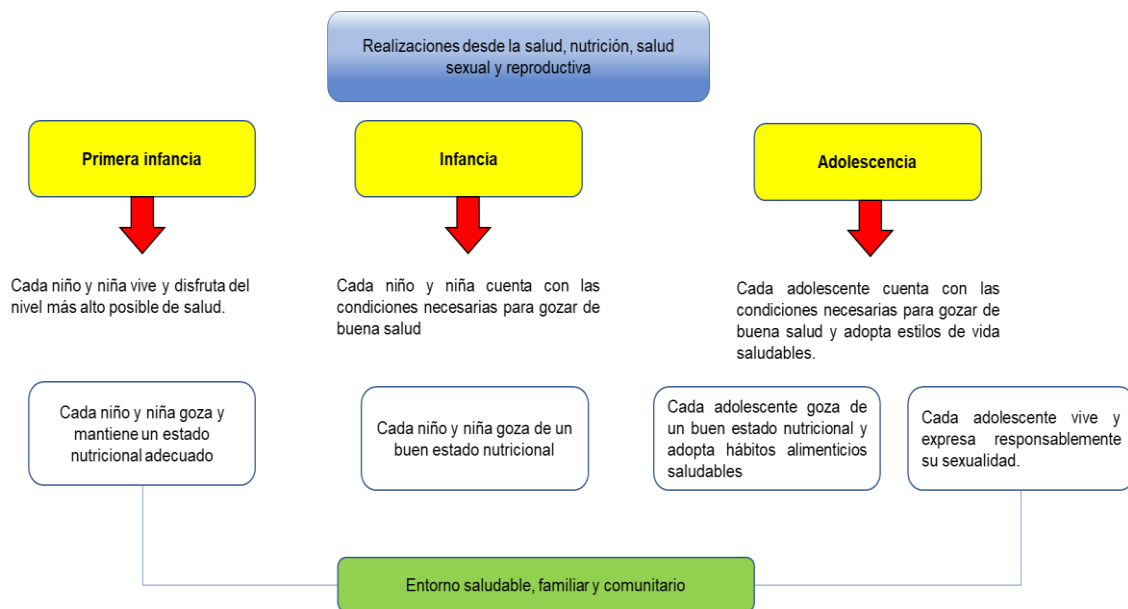 Realizaciones desde la salud, nutrición, salud
sexual y reproductiva
Primera infancia
Infancia
Adolescencia
Cada niño y niña vive y disfruta del
nivel más alto posible de salud.
Cada niño y niña cuenta con las
condiciones necesarias para gozar de
buena salud
Cada adolescente cuenta con las
condiciones necesarias para gozar de
buena salud y adopta estilos de vida
saludables.
Cada niño y niña goza y
mantiene un estado
nutricional adecuado
Cada niño y niña goza de un
buen estado nutricional
Cada adolescente goza de
un buen estado nutricional y
adopta hábitos alimenticios
saludables
Cada adolescente vive y
expresa responsablemente
su sexualidad.
Entorno saludable, familiar y comunitario